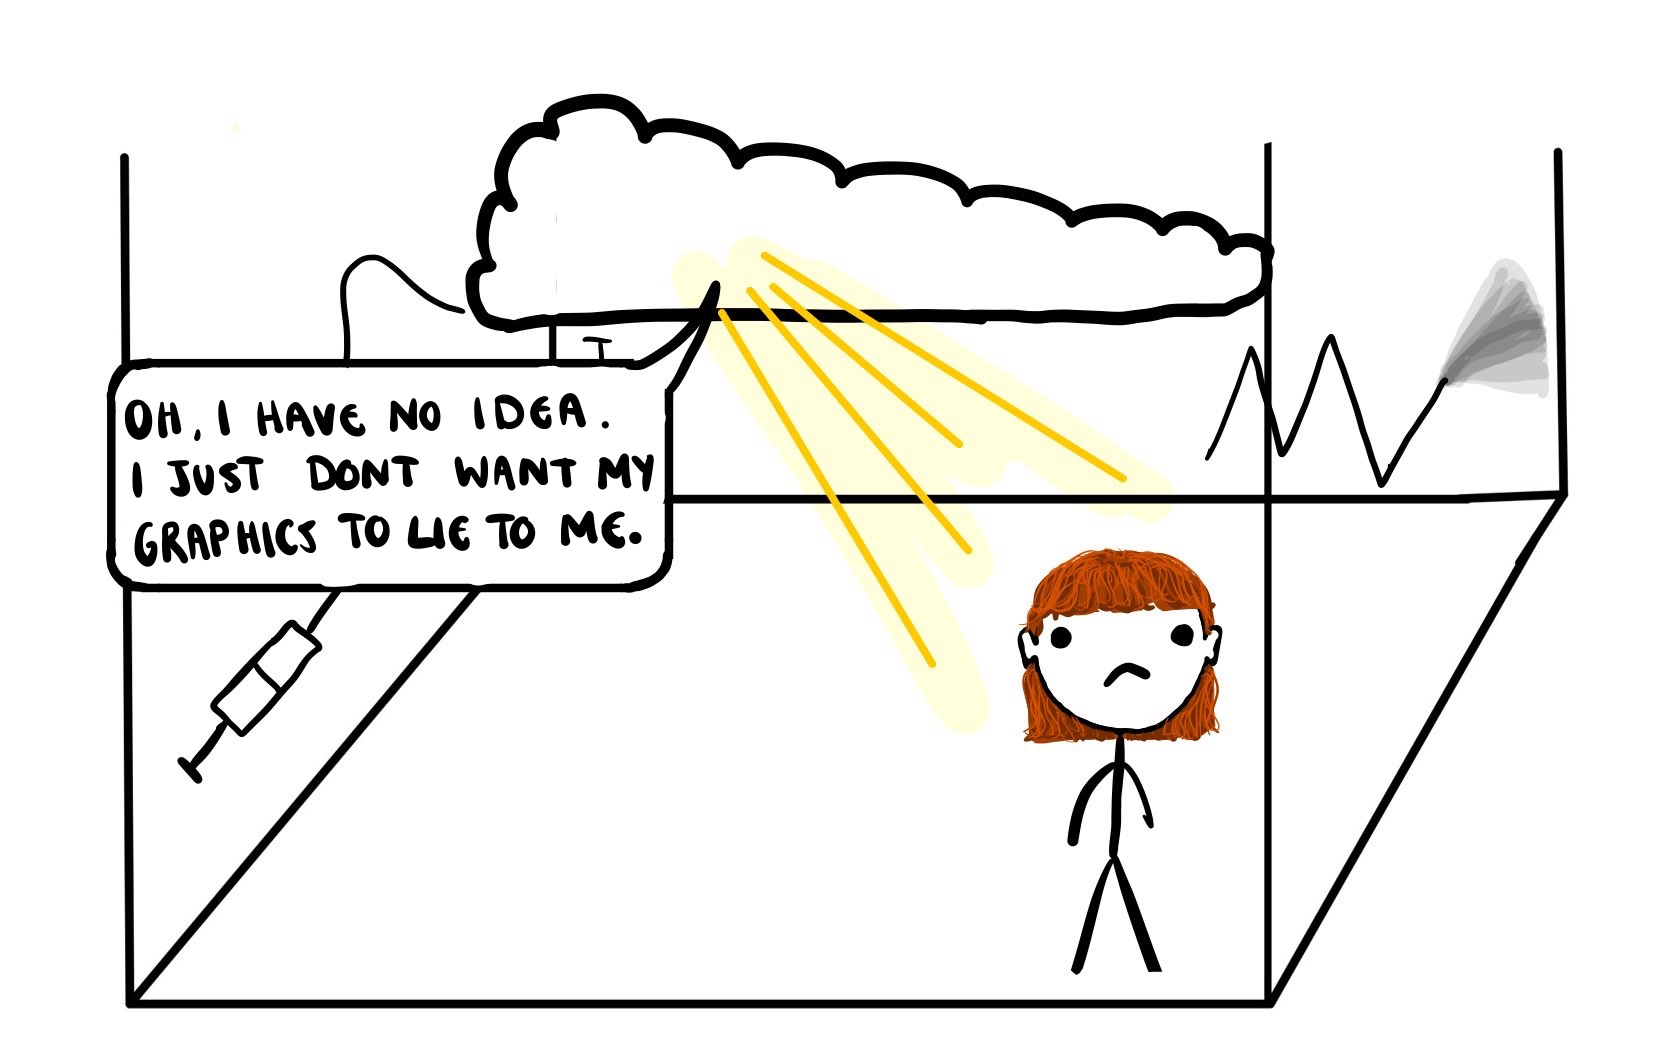 OH, I HAVE NO IDEA.
I JUST DONT WANT MY
GRAPHICS TO LIE TO ME.